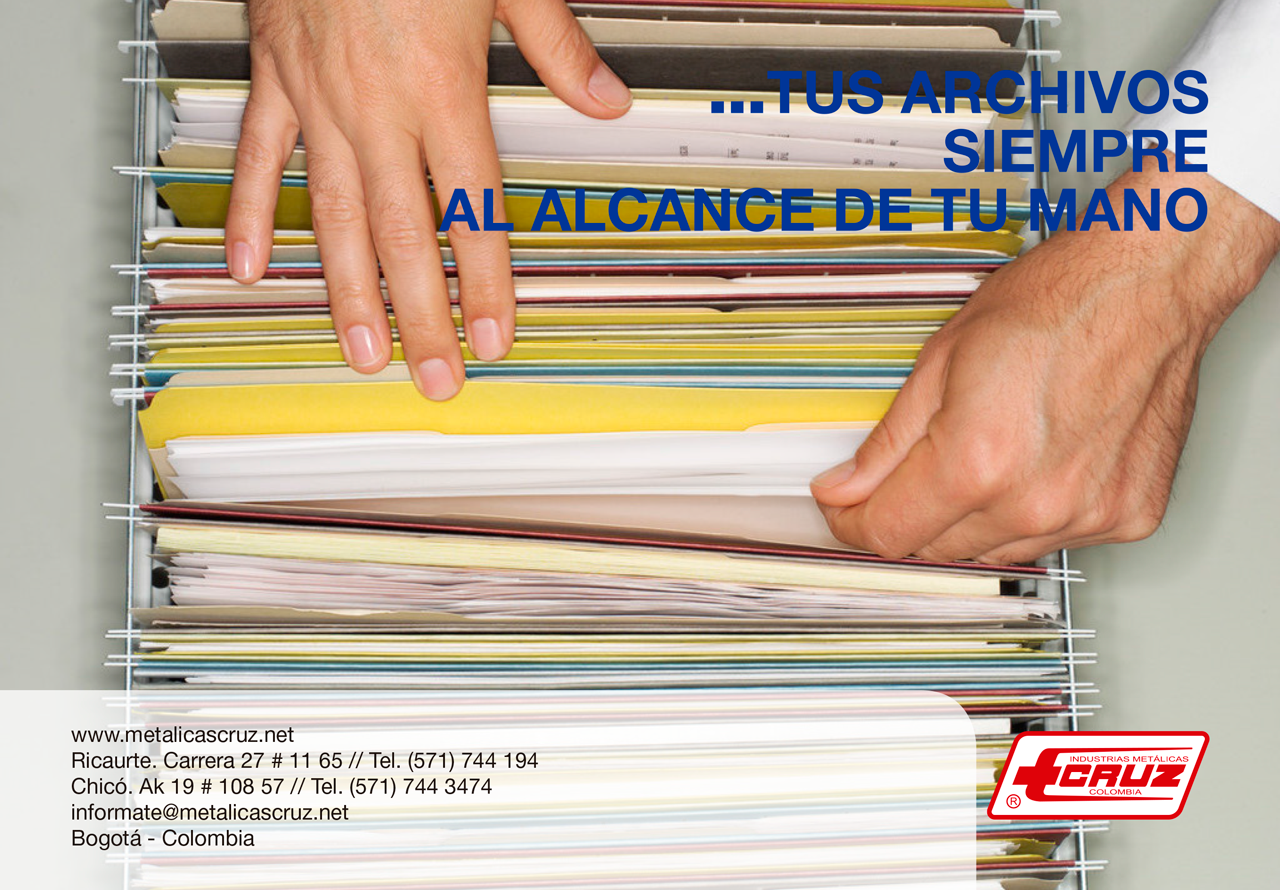 ...TUS ARCHIVOS
SIEMPRE
AL ALCANCE DE TU MANO
www.metalicascruz.net
Ricaurte. Carrera 27 # 11 65 // Tel. (571) 744 194
Chicó. Ak 19 # 108 57 // Tel. (571) 744 3474
informate@metalicascruz.net
Bogotá - Colombia
INDUSTRIAS METÁLICAS
CRUZ
COLOMBIA
®